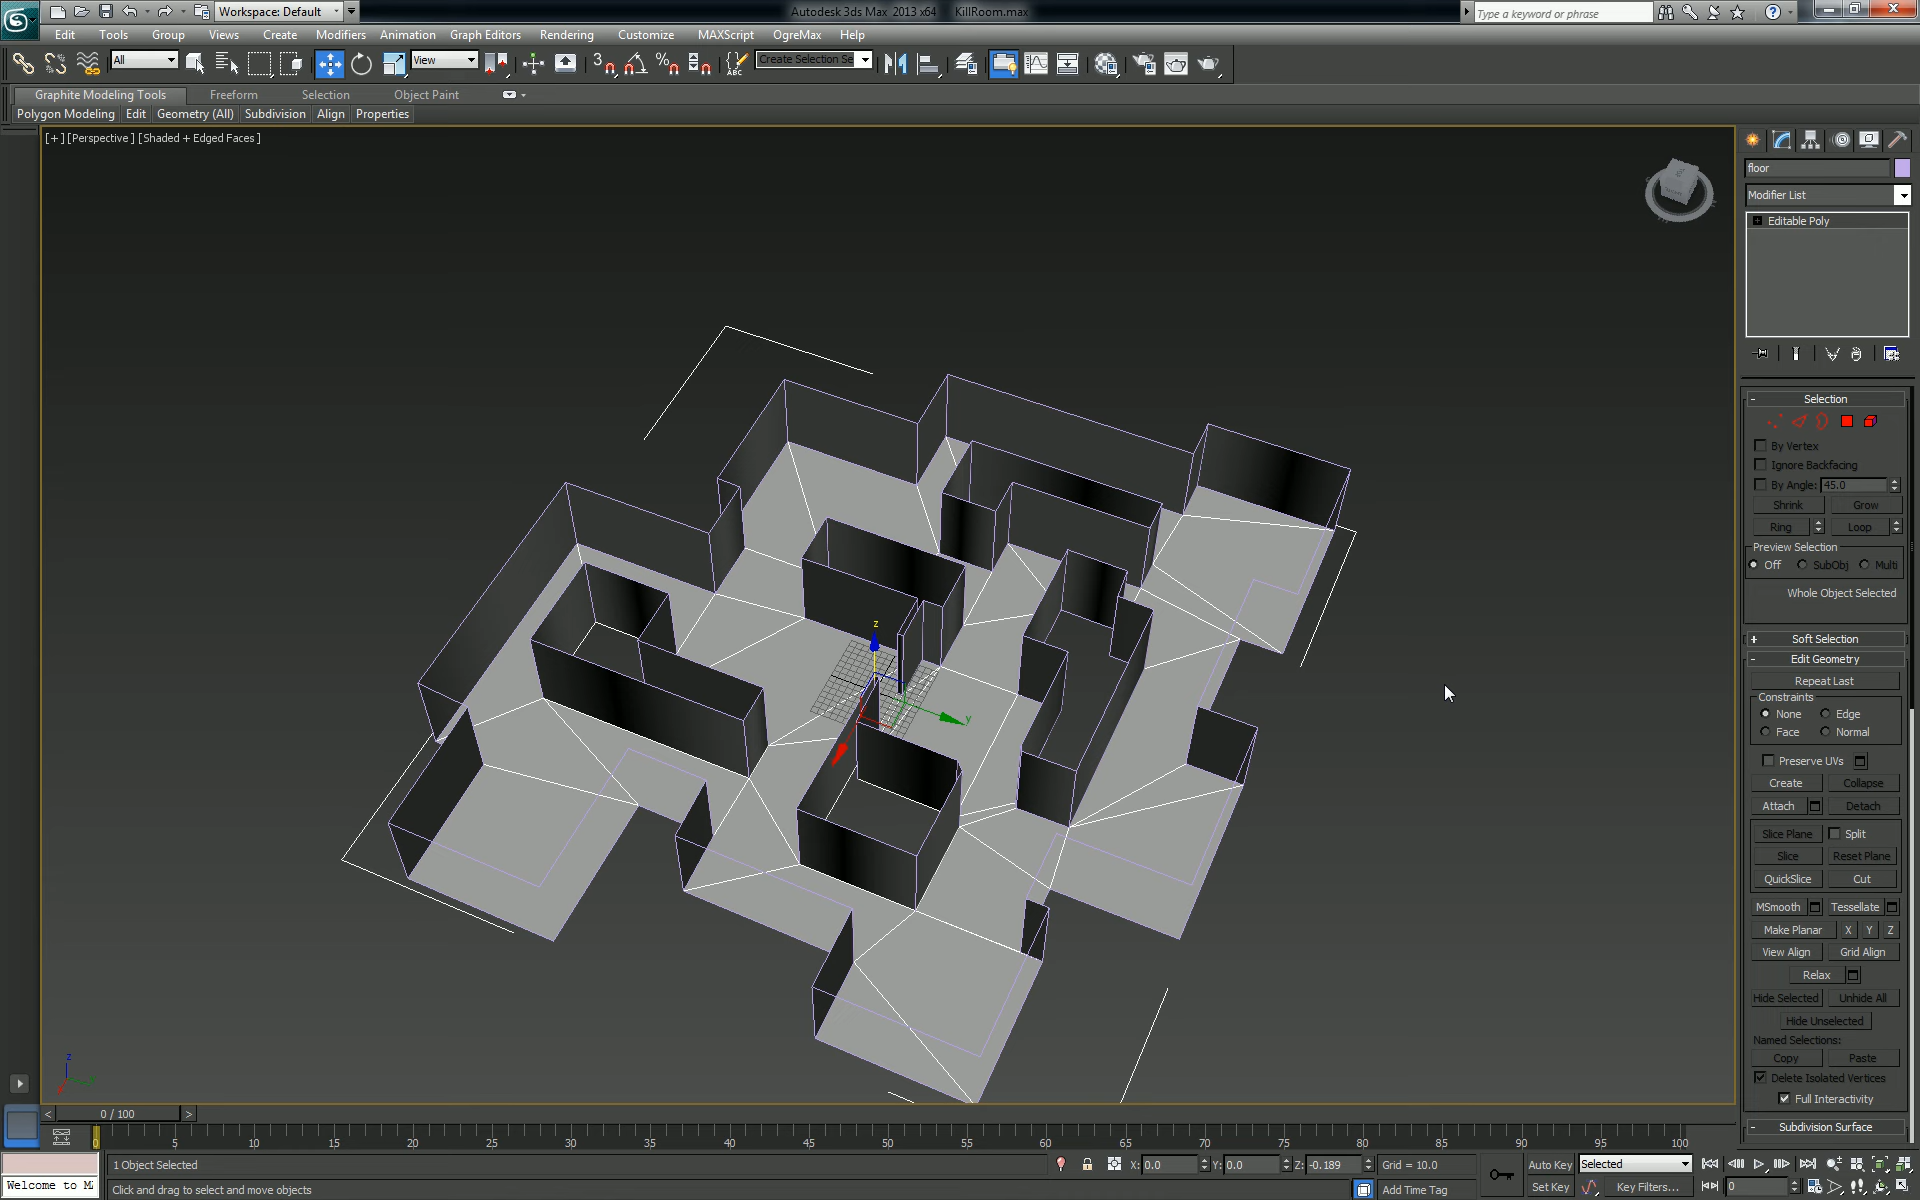 Workspace: Default
Autodesk 3ds Max 2013 x64 KillRoom.max
Type a keyword or phrase
Edit Tools Group Views Create Modifiers Animation Graph Editors Rendering Customize MAXScript OgreMax Help
All
View
3
%
ABC
Create Selection Se
Graphite Modeling Tools Freeform Selection Object Paint
Polygon Modeling Edit Geometry (All) Subdivision Align Properties
[+][Perspective][Shaded + Edged Faces]
z
y
floor
Modifier List
Editable Poly
- Selection
By Vertex
Ignore Backfacing
By Angle: 45.0
Shrink Grow
Ring Loop
Preview Selection
Off SubObj Multi
Whole Object Selected
+ Soft Selection
- Edit Geometry
Repeat Last
Constraints
None Edge
Face Normal
Preserve UVs
Create Collapse
Attach Detach
Slice Plane Split
Slice Reset Plane
QuickSlice Cut
MSmooth Tessellate
Make Planar X Y Z
View Align Grid Align
Relax
Hide Selected Unhide All
Hide Unselected
Named Selections:
Copy Paste
Delete Isolated Vertices
Full Interactivity
- Subdivision Surface
z
< 0 / 100 >
0 5 10 15 20 25 30 35 40 45 50 55 60 65 70 75 80 85 90 95 100
1 Object Selected X: 0.0 Y: 0.0 Z: -0.189 Grid = 10.0 Auto Key Selected
Welcome to Click and drag to select and move objects Add Time Tag Set Key Key Filters... 0